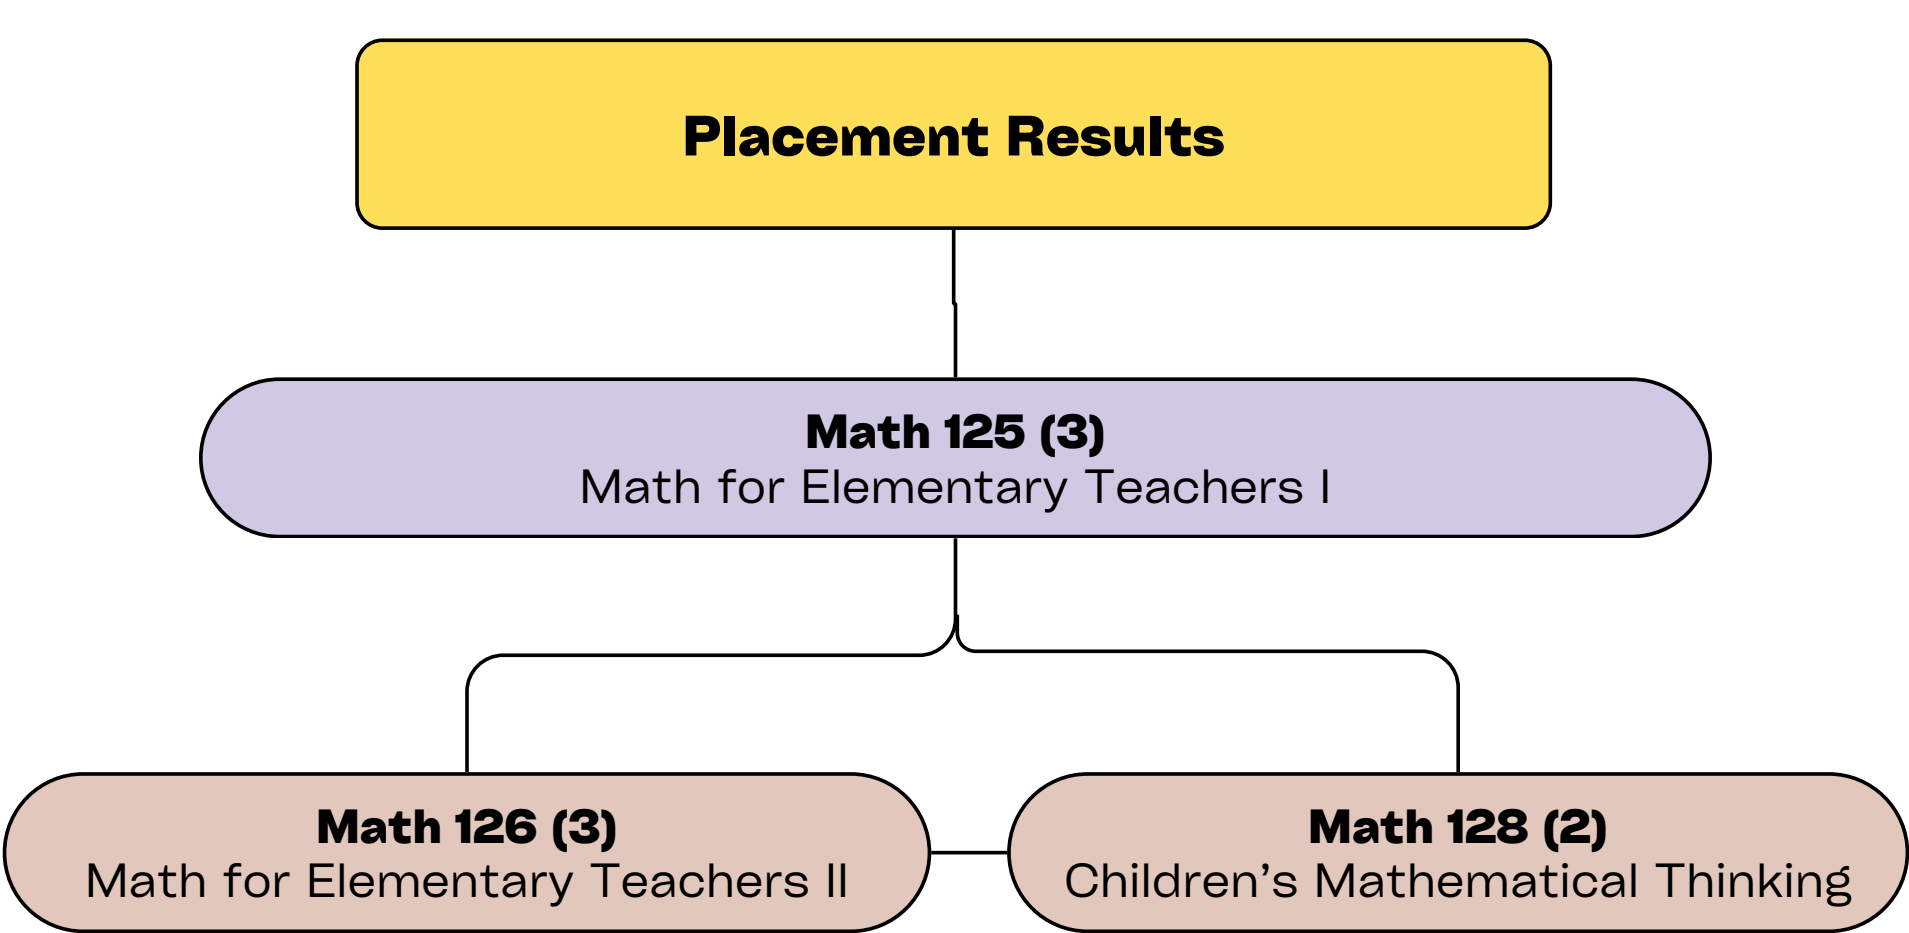 Placement Results
Math 125 (3)
Math for Elementary Teachers I
Math 126 (3)
Math for Elementary Teachers II
Math 128 (2)
Children’s Mathematical Thinking